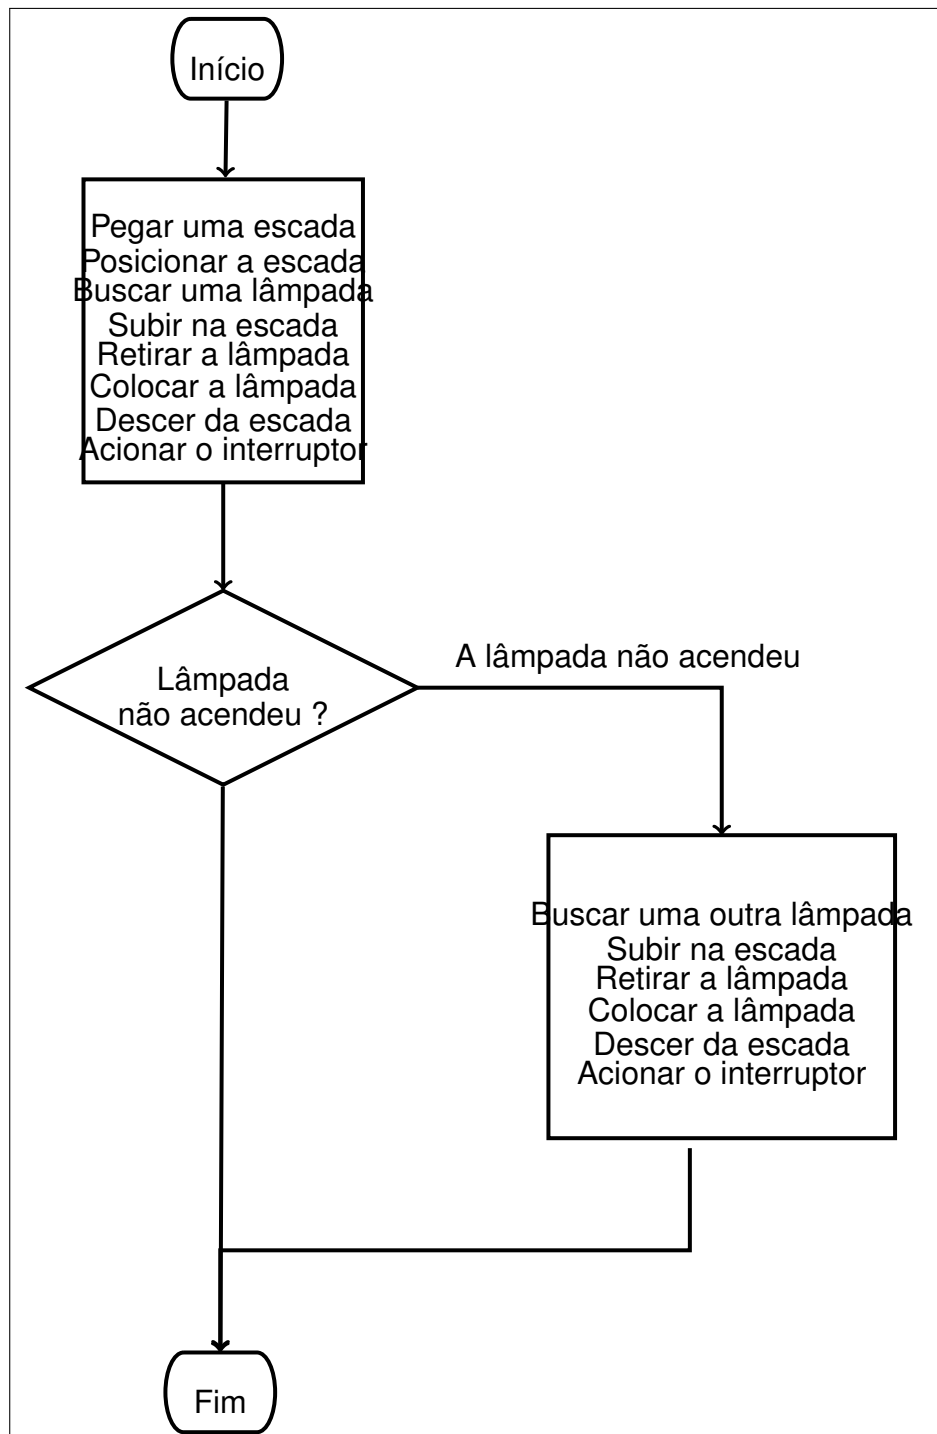 Início
Pegar uma escada
Posicionar a escada
Buscar uma lâmpada
Subir na escada
Retirar a lâmpada
Colocar a lâmpada
Descer da escada
Acionar o interruptor
Lâmpada
não acendeu ?
A lâmpada não acendeu
Buscar uma outra lâmpada
Subir na escada
Retirar a lâmpada
Colocar a lâmpada
Descer da escada
Acionar o interruptor
Fim